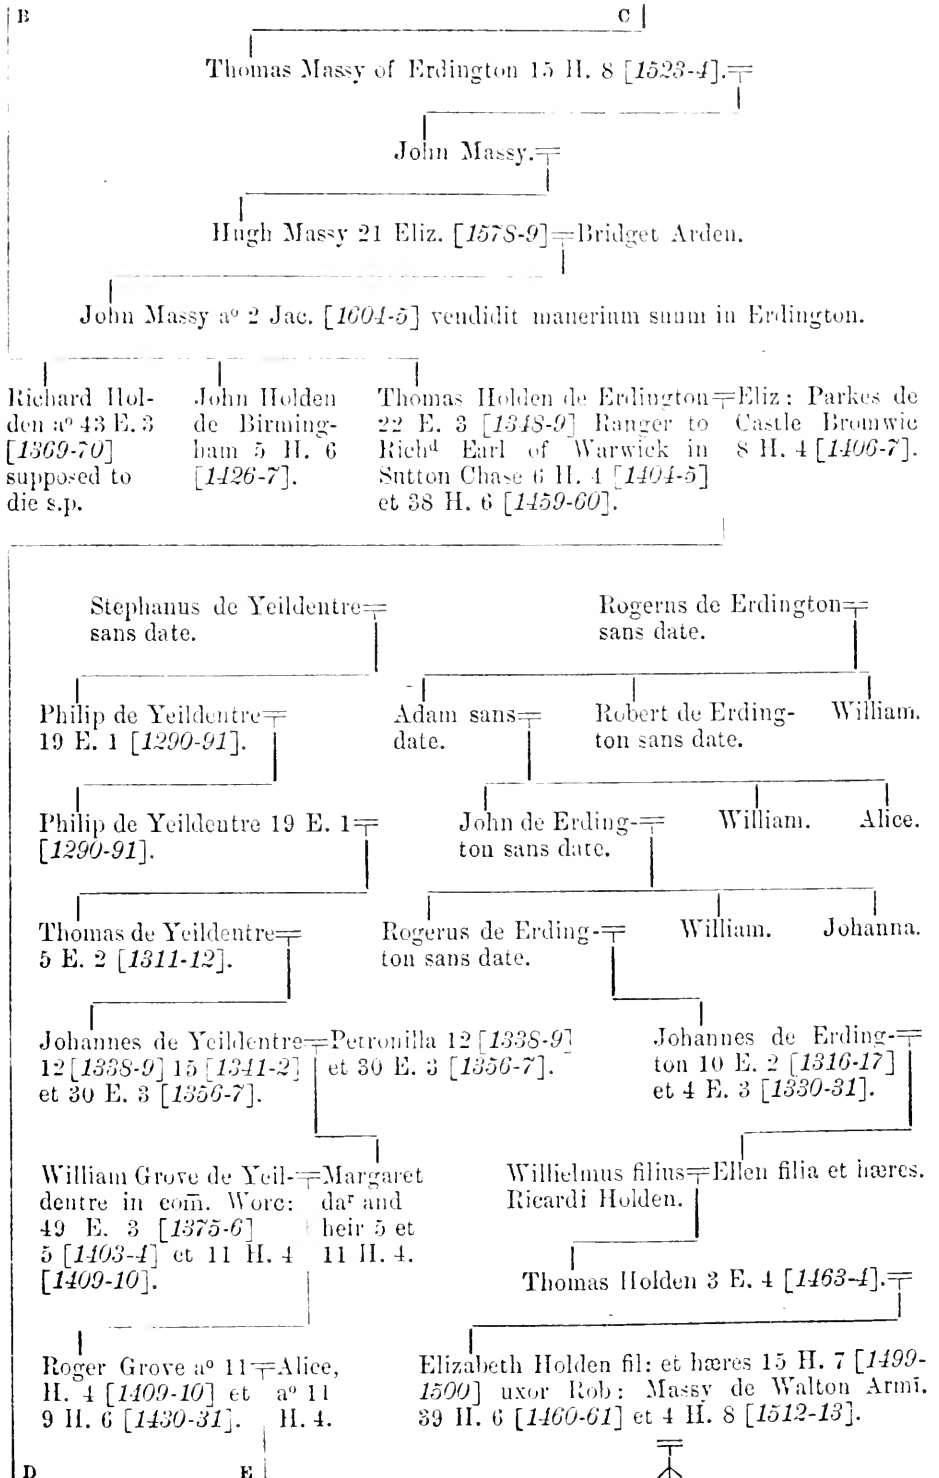 B
C
Thomas Massy of Erdington 15 H. 8 [1523-4].
John Massy.
Hugh Massy 21 Eliz. [1578-9] Bridget Arden.
John Massy aº 2 Jac. [1604-5] vendidit manerium suum in Erdington.
Richard Hol-
den aº 43 E. 3
[1369-70]
supposed to
die s.p.
John Holden
de Birming-
ham 5 H. 6
[1426-7].
Thomas Holden de Erdington
22 E. 3 [1348-9] Ranger to
Richᵈ Earl of Warwick in
Sutton Chase 6 H. 4 [1404-5]
et 38 H. 6 [1459-60].
Eliz: Parkes de
Castle Bromwic
8 H. 4 [1406-7].
Stephanus de Yeildentre
sans date.
Rogerus de Erdington
sans date.
Philip de Yeildentre
19 E. 1 [1290-91].
Adam sans
date.
Robert de Erding-
ton sans date.
William.
Philip de Yeildentre 19 E. 1
[1290-91].
John de Erding-
ton sans date.
William.
Alice.
Thomas de Yeildentre
5 E. 2 [1311-12].
Rogerus de Erding-
ton sans date.
William.
Johanna.
Johannes de Yeildentre
12 [1338-9] 15 [1341-2]
et 30 E. 3 [1356-7].
Petronilla 12 [1338-9]
et 30 E. 3 [1356-7].
Johannes de Erding-
ton 10 E. 2 [1316-17]
et 4 E. 3 [1330-31].
William Grove de Yeil-
dentre in com̄. Worc:
49 E. 3 [1375-6]
5 [1403-4] et 11 H. 4
[1409-10].
Margaret
daʳ and
heir 5 et
11 H. 4.
Willielmus filius
Ricardi Holden.
Ellen filia et hæres.
Thomas Holden 3 E. 4 [1463-4].
Roger Grove aº 11
H. 4 [1409-10] et
9 H. 6 [1430-31].
Alice,
aº 11
H. 4.
Elizabeth Holden fil: et hæres 15 H. 7 [1499-
1500] uxor Rob: Massy de Walton Armī.
39 H. 6 [1460-61] et 4 H. 8 [1512-13].
D
E